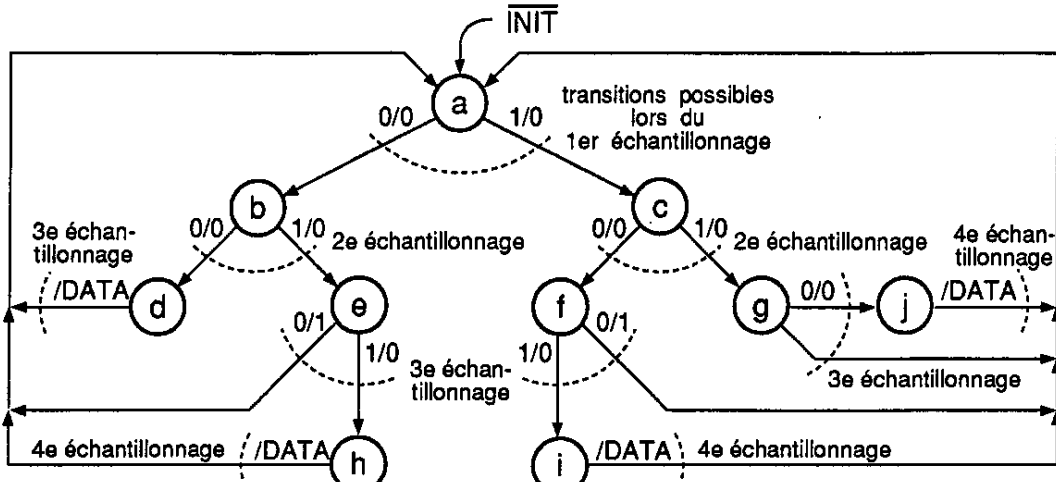 INIT
a
transitions possibles
lors du
1er échantillonnage
0/0
1/0
b
c
0/0
1/0
2e échantillonnage
0/0
1/0
2e échantillonnage
3e échan-
tillonnage
4e échan-
tillonnage
/DATA
d
e
f
g
0/0
j
/DATA
0/1
1/0
3e échan-
tillonnage
1/0
0/1
3e échantillonnage
4e échantillonnage
/DATA
h
i
/DATA
4e échantillonnage